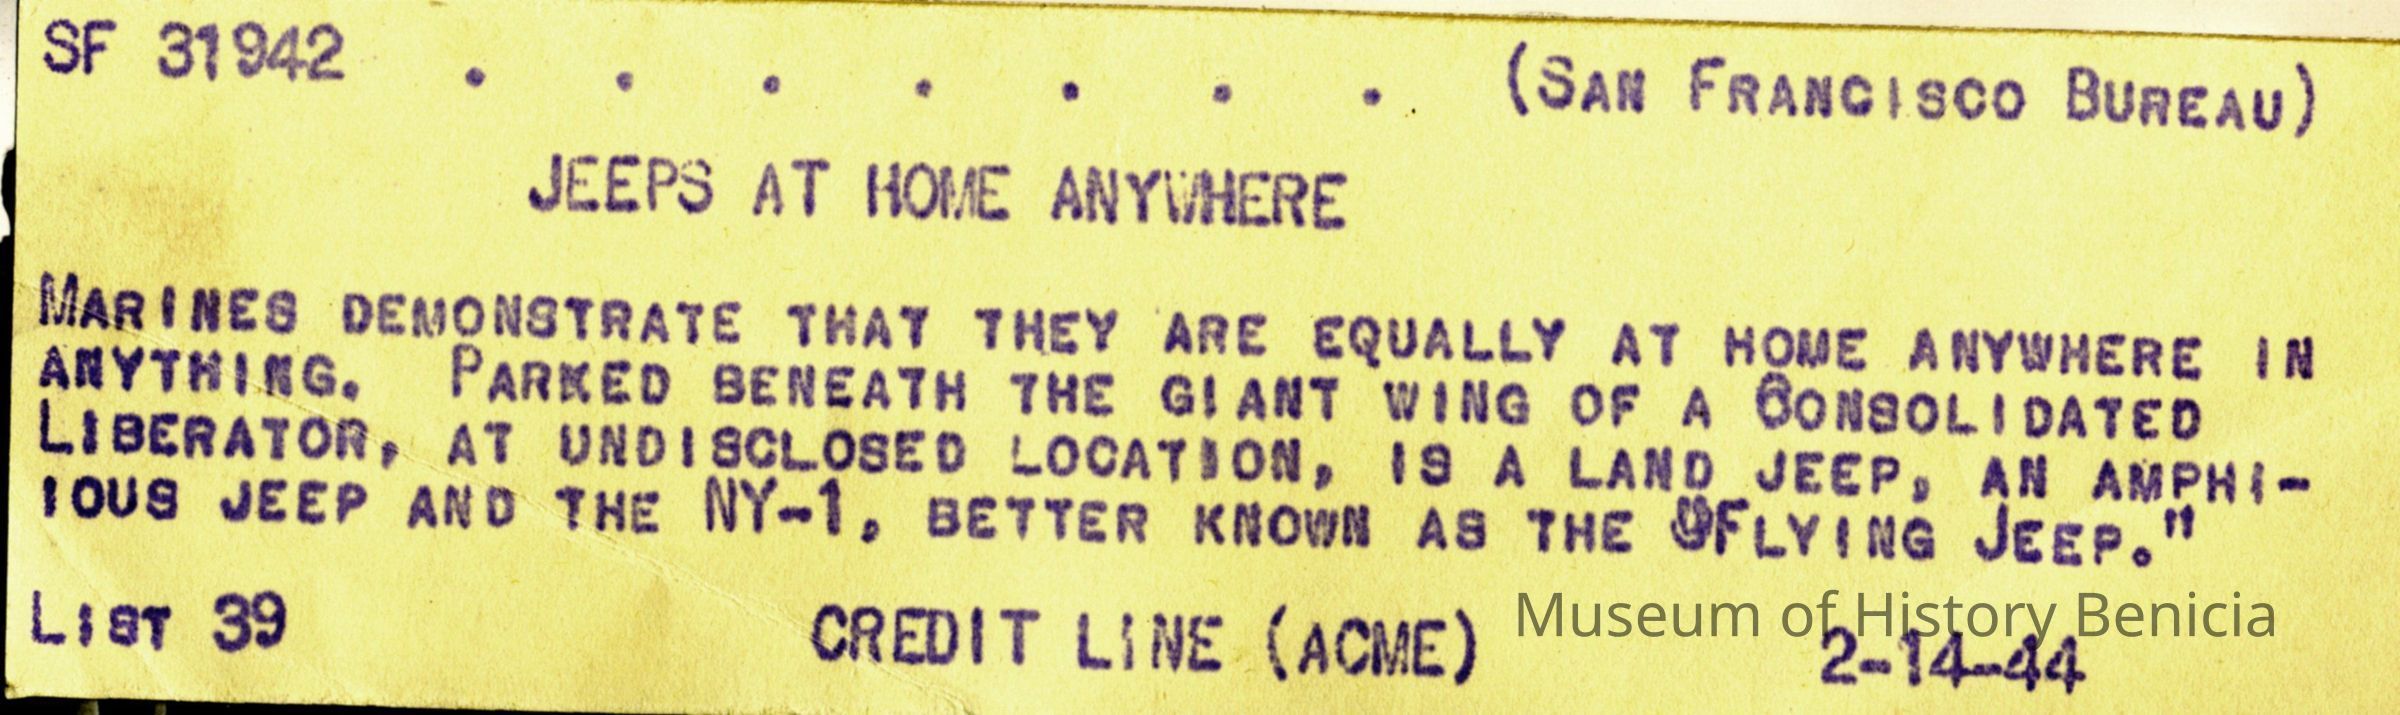 SF 31942 . . . . . . . (San Francisco Bureau)
JEEPS AT HOME ANYWHERE
Marines demonstrate that they are equally at home anywhere in
anything. Parked beneath the giant wing of a Consolidated
Liberator, at undisclosed location, is a land jeep, an amphi-
ious jeep and the NY-1, better known as the "Flying Jeep."
List 39 CREDIT LINE (ACME) 2-14-44
Museum of History Benicia